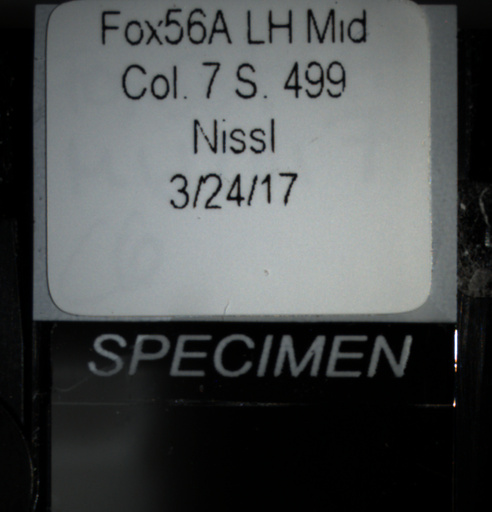 Fox56A LH Mid
Col. 7 S. 499
Nissl
3/24/17
SPECIMEN